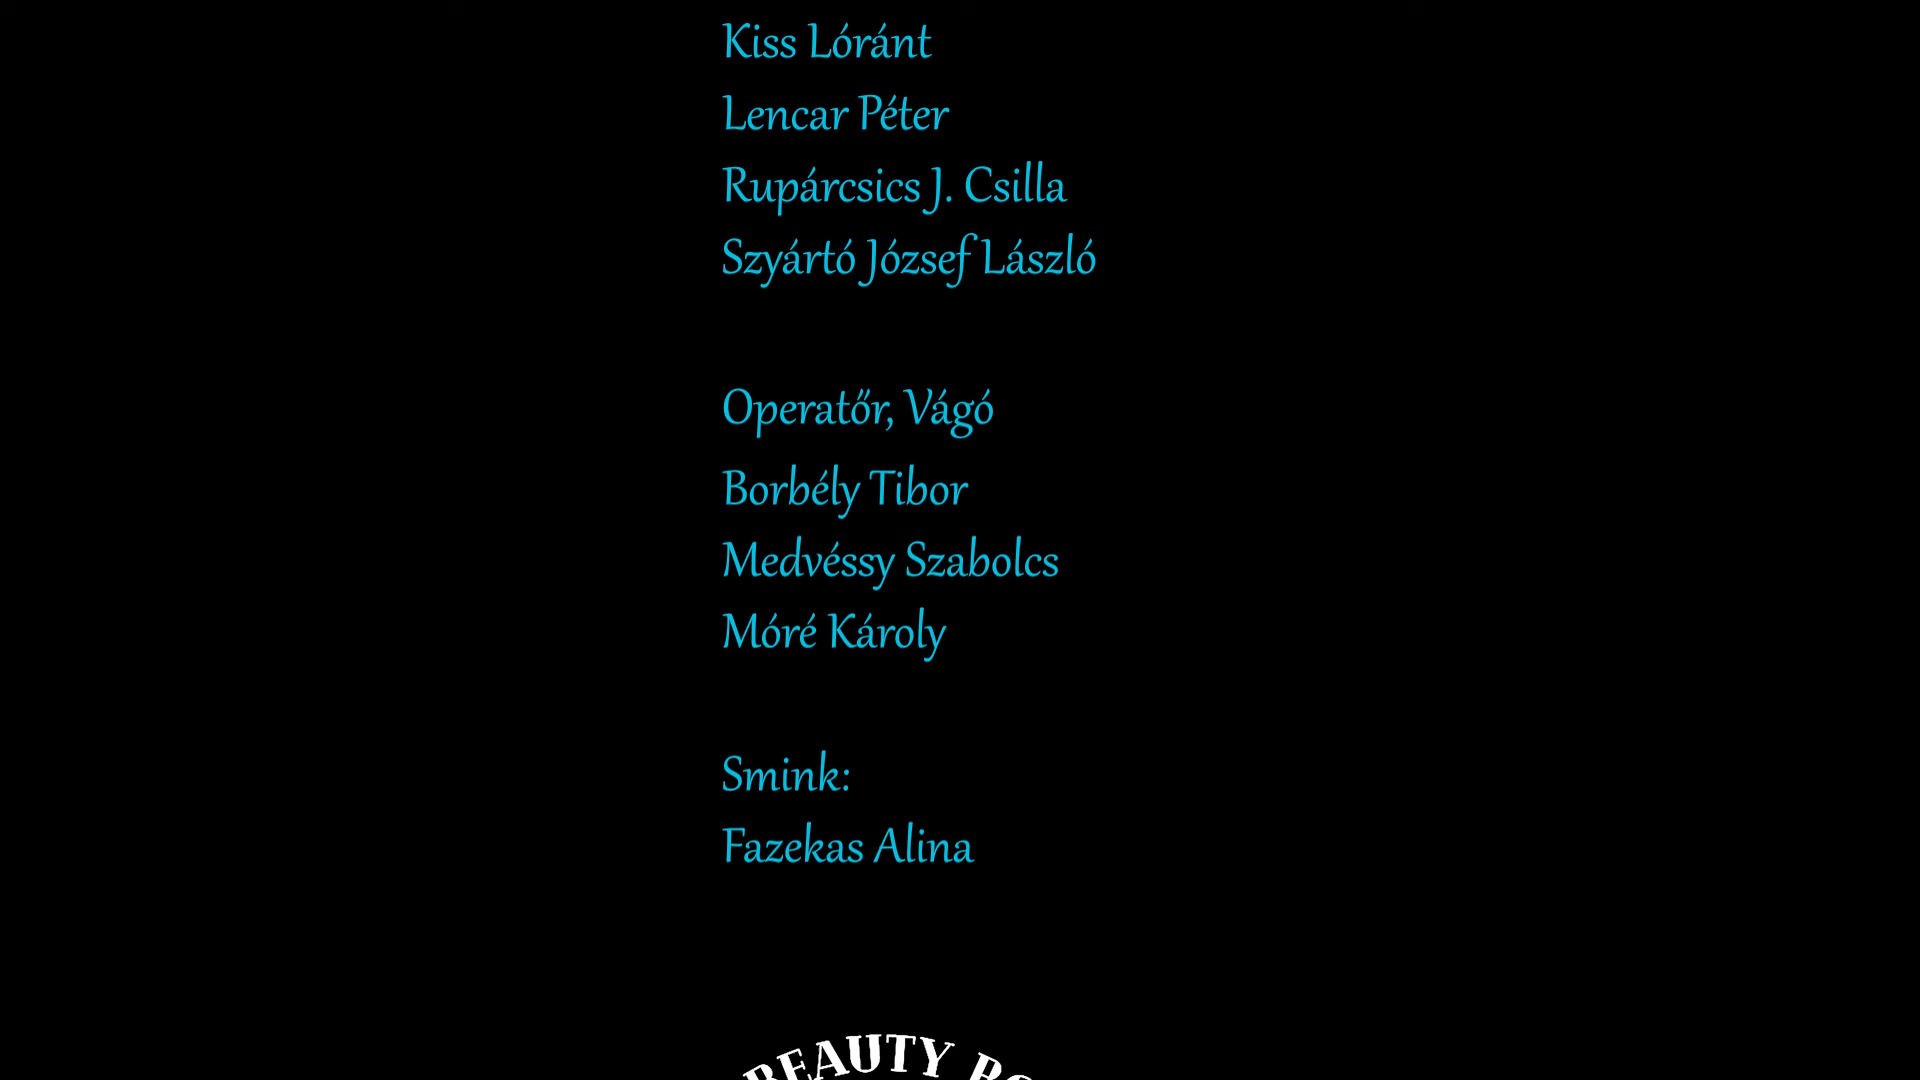 Kiss Lóránt
Lencar Péter
Rupárcsics J. Csilla
Szyártó József László
Operatőr, Vágó
Borbély Tibor
Medvéssy Szabolcs
Móré Károly
Smink:
Fazekas Alina
BEAUTY